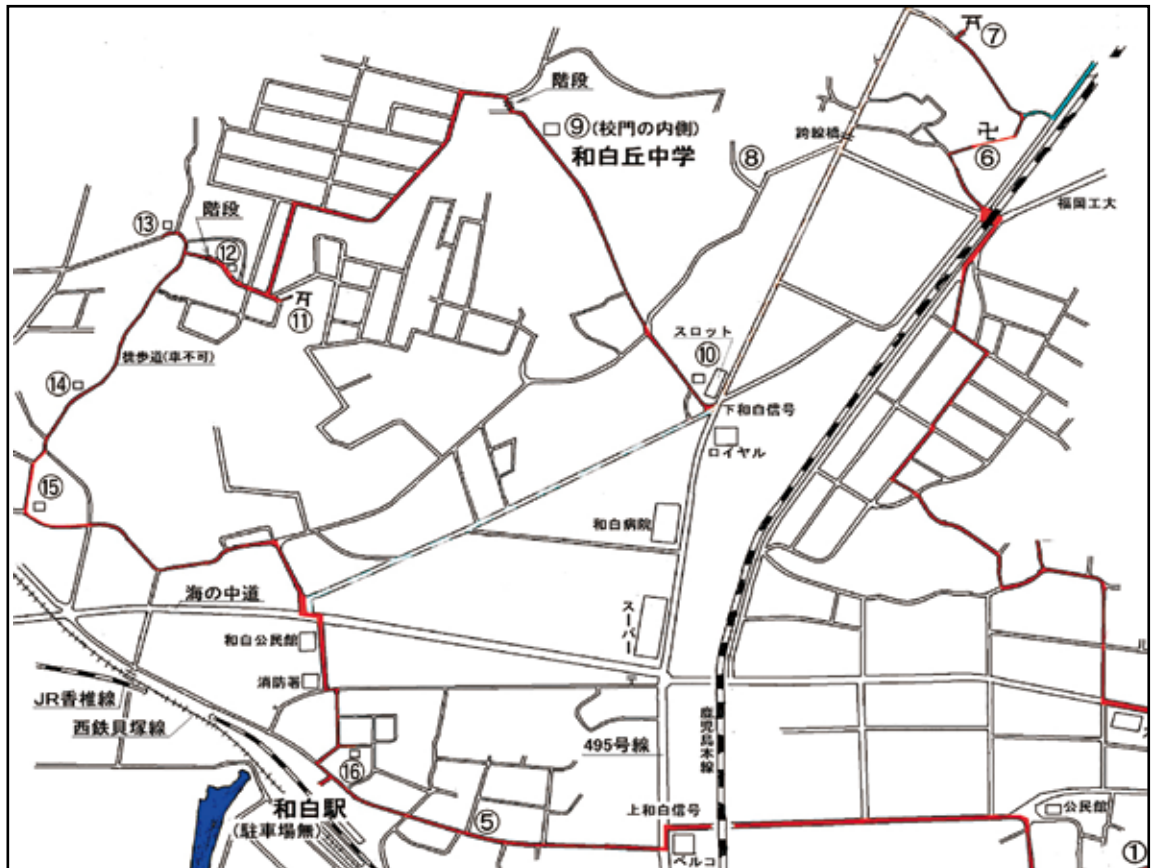 ⑦
階段
⑨(校門の内側)
和白丘中学
跨線橋
卍
⑥
⑧
福岡工大
⑬
階段
⑫
⑪
スロット
⑩
徒歩道(車不可)
⑭
下和白信号
ロイヤル
⑮
和白病院
海の中道
スーパー
和白公民館
消防署
JR香椎線
西鉄貝塚線
鹿児島本線
495号線
⑯
和白駅
(駐車場無)
⑤
上和白信号
公民館
ベルコ
①